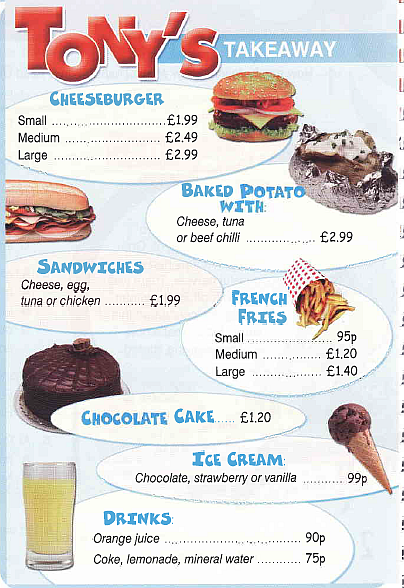 TONY'S TAKEAWAY
CHEESEBURGER
Small ............................£1.99
Medium ........................ £2.49
Large ........................... £2.99
BAKED POTATO
WITH:
Cheese, tuna
or beef chilli ................. £2.99
SANDWICHES
Cheese, egg,
tuna or chicken ........... £1,99
FRENCH
FRIES
Small ..................... 95p
Medium ................ £1,20
Large ................... £1.40
CHOCOLATE CAKE...... £1.20
ICE CREAM:
Chocolate, strawberry or vanilla ........... 99p
DRINKS:
Orange juice .................................. 90p
Coke, lemonade, mineral water ............ 75p